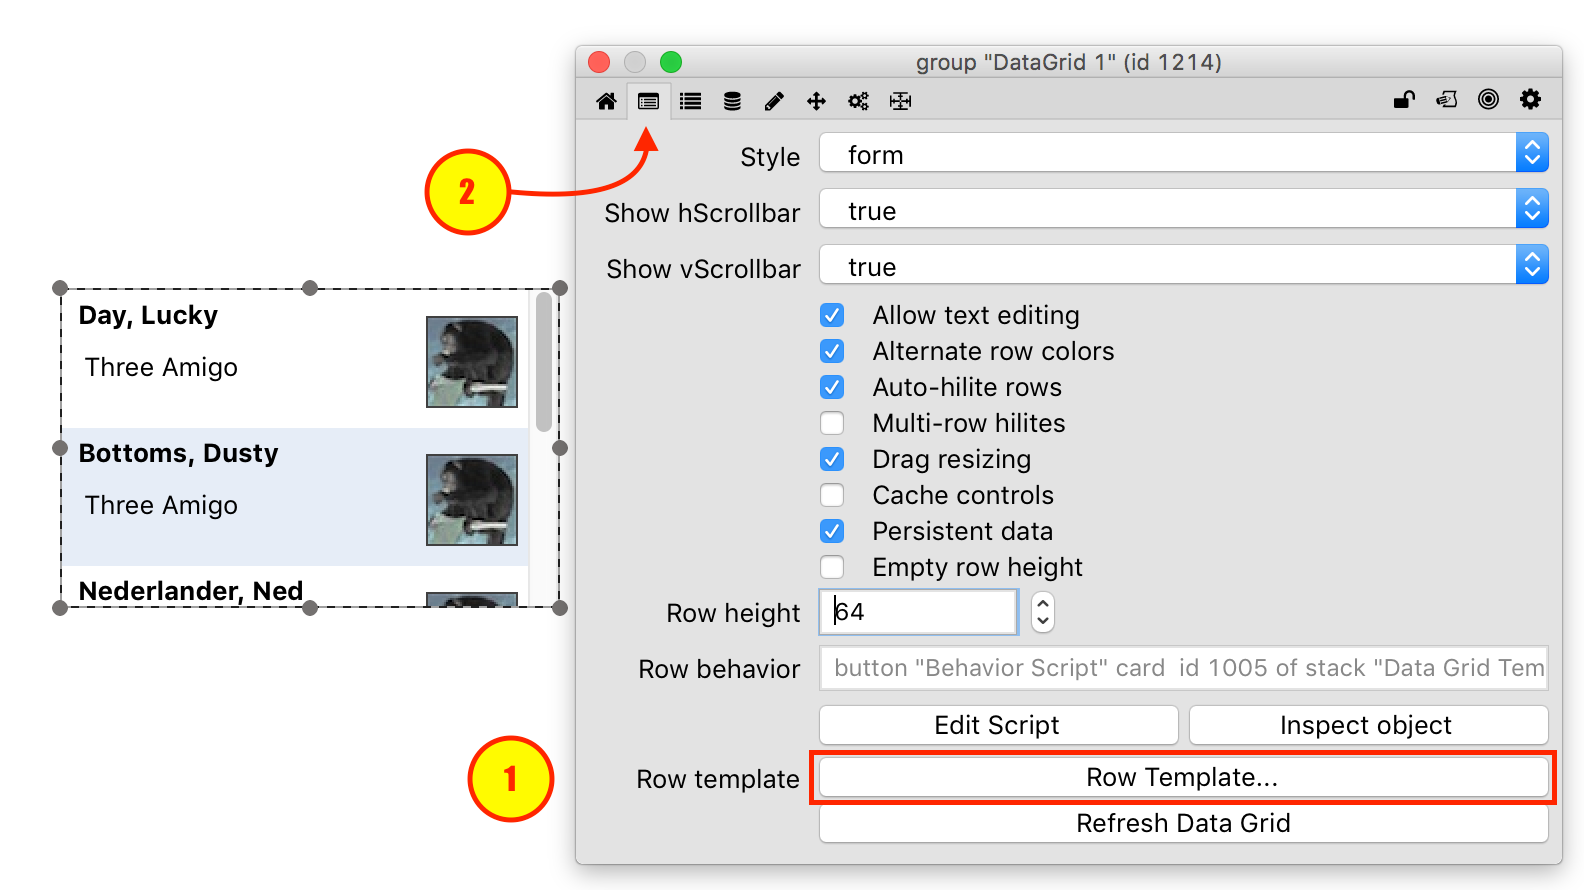 group "DataGrid 1" (id 1214)
Style
form
2
Show hScrollbar
true
Show vScrollbar
true
Day, Lucky
Three Amigo
Bottoms, Dusty
Three Amigo
Nederlander, Ned
Allow text editing
Alternate row colors
Auto-hilite rows
Multi-row hilites
Drag resizing
Cache controls
Persistent data
Empty row height
Row height
64
Row behavior
button "Behavior Script" card  id 1005 of stack "Data Grid Tem
Edit Script
Inspect object
1
Row template
Row Template...
Refresh Data Grid